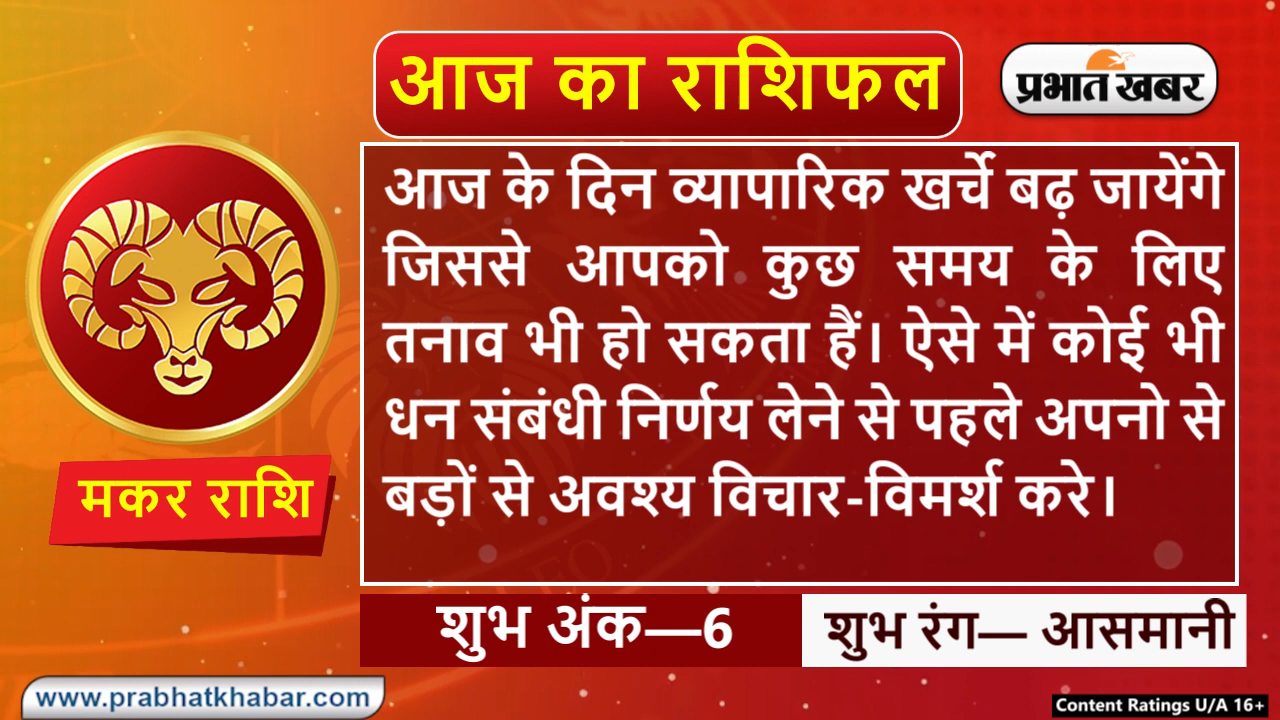 आज का राशिफल
प्रभात खबर
आज के दिन व्यापारिक खर्चे बढ़ जायेंगे
जिससे आपको कुछ समय के लिए
तनाव भी हो सकता हैं। ऐसे में कोई भी
धन संबंधी निर्णय लेने से पहले अपनो से
बड़ों से अवश्य विचार-विमर्श करे।
मकर राशि
शुभ अंक—6
शुभ रंग— आसमानी
www.prabhatkhabar.com
Content Ratings U/A 16+